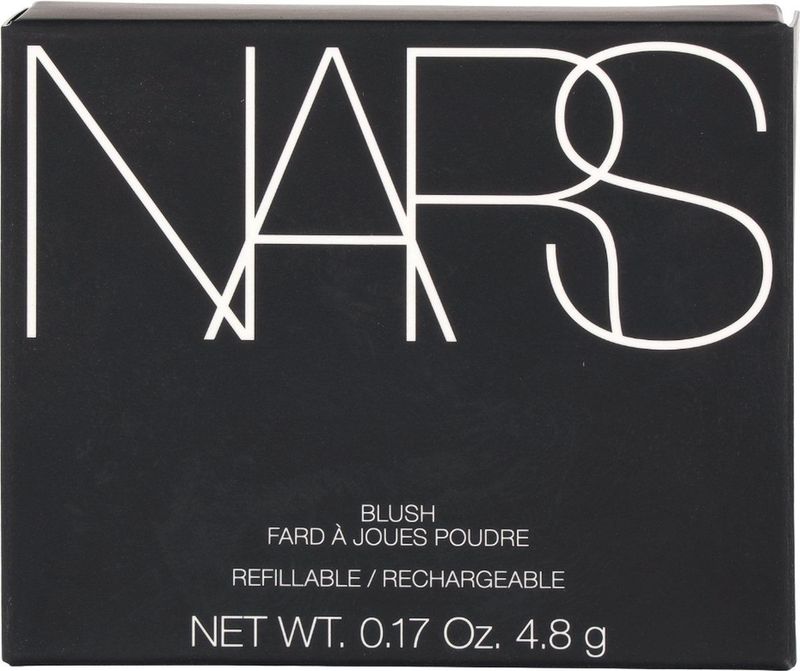 NARS
BLUSH
FARD À JOUES POUDRE
REFILLABLE / RECHARGEABLE
NET WT. 0.17 Oz. 4.8 g